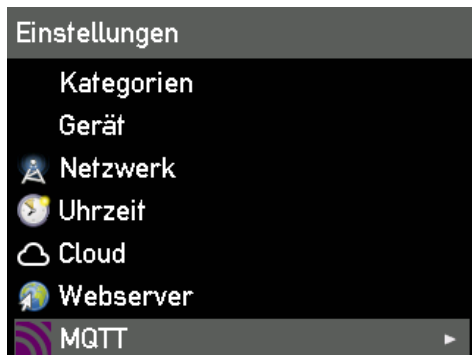 Einstellungen
Kategorien
Gerät
Netzwerk
Uhrzeit
Cloud
Webserver
MQTT